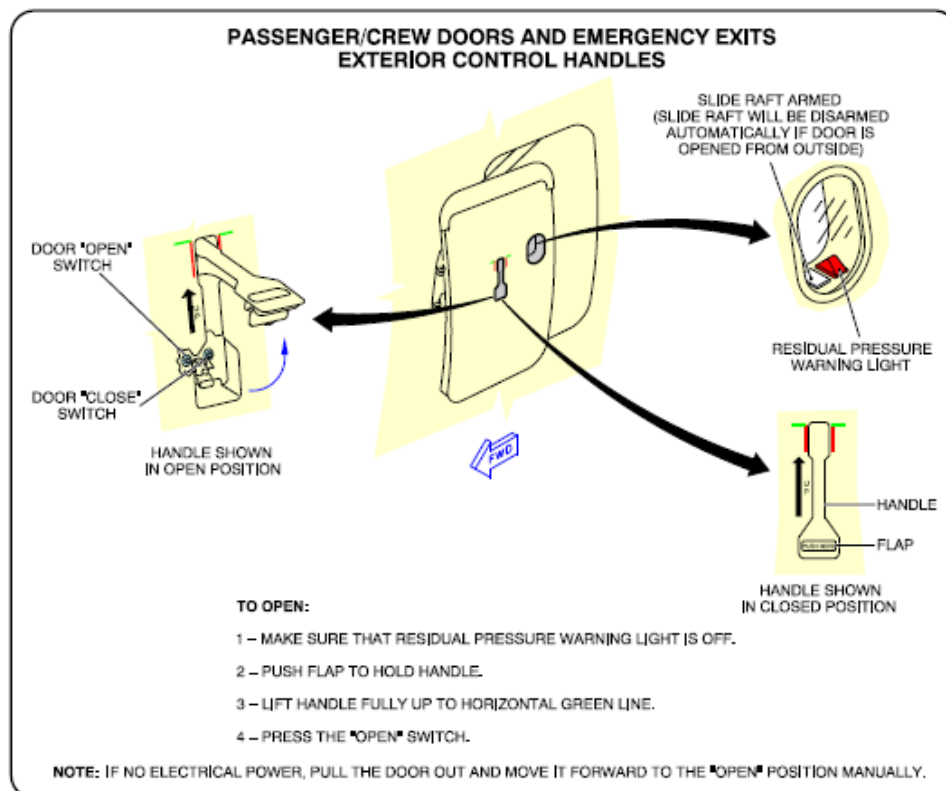 PASSENGER/CREW DOORS AND EMERGENCY EXITS
EXTERIOR CONTROL HANDLES
SLIDE RAFT ARMED
(SLIDE RAFT WILL BE DISARMED
AUTOMATICALLY IF DOOR IS
OPENED FROM OUTSIDE)
DOOR "OPEN"
SWITCH
UP
DOOR "CLOSE"
SWITCH
HANDLE SHOWN
IN OPEN POSITION
FWD
RESIDUAL PRESSURE
WARNING LIGHT
UP
HANDLE
PUSH HERE
FLAP
HANDLE SHOWN
IN CLOSED POSITION
TO OPEN:
1 – MAKE SURE THAT RESIDUAL PRESSURE WARNING LIGHT IS OFF.
2 – PUSH FLAP TO HOLD HANDLE.
3 – LIFT HANDLE FULLY UP TO HORIZONTAL GREEN LINE.
4 – PRESS THE "OPEN" SWITCH.
NOTE: IF NO ELECTRICAL POWER, PULL THE DOOR OUT AND MOVE IT FORWARD TO THE "OPEN" POSITION MANUALLY.